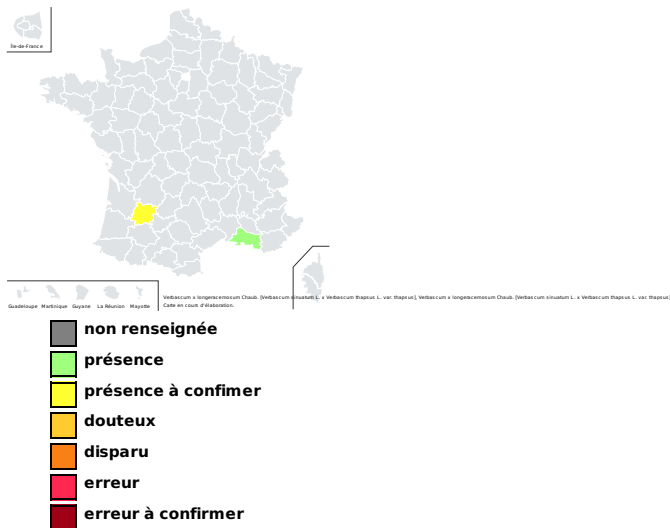 Île-de-France
Guadeloupe Martinique Guyane La Réunion Mayotte
Verbascum x longeracemosum Chaub. [Verbascum sinuatum L. x Verbascum thapsus L. var. thapsus], Verbascum x longeracemosum Chaub. [Verbascum sinuatum L. x Verbascum thapsus L. var. thapsus]
Carte en cours d'élaboration.
non renseignée
présence
présence à confimer
douteux
disparu
erreur
erreur à confirmer